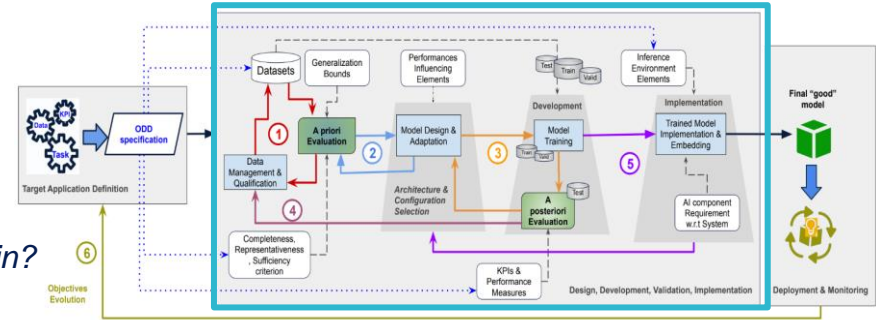 Data
KPI
Task
ODD
specification
Target Application Definition
in?
6
Objectives
Evolution
Datasets
Generalization
Bounds
1
A priori
Evaluation
Data
Management &
Qualification
4
Completeness,
Representativeness
, Sufficiency
criterion
2
Performances
Influencing
Elements
Model Design &
Adaptation
Architecture &
Configuration
Selection
3
KPIs &
Performance
Measures
Test
Train
Valid
Development
Model
Training
Train
Valid
Test
A
posteriori
Evaluation
5
Inference
Environment
Elements
Implementation
Trained Model
Implementation &
Embedding
AI component
Requirement
w.r.t System
Design, Development, Validation, Implementation
Final “good”
model
Deployment & Monitoring